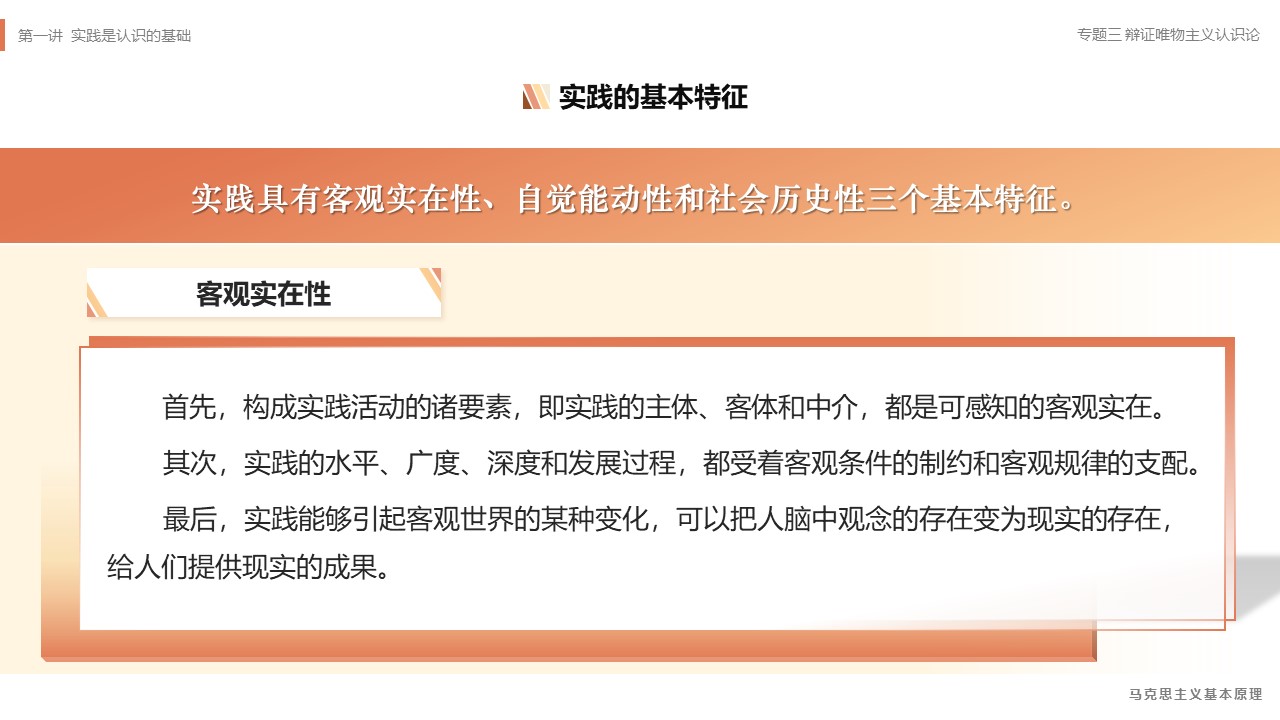 第一讲 实践是认识的基础
专题三 辩证唯物主义认识论
实践的基本特征
实践具有客观实在性、自觉能动性和社会历史性三个基本特征。
客观实在性
首先，构成实践活动的诸要素，即实践的主体、客体和中介，都是可感知的客观实在。
其次，实践的水平、广度、深度和发展过程，都受着客观条件的制约和客观规律的支配。
最后，实践能够引起客观世界的某种变化，可以把人脑中观念的存在变为现实的存在，
给人们提供现实的成果。
马克思主义基本原理